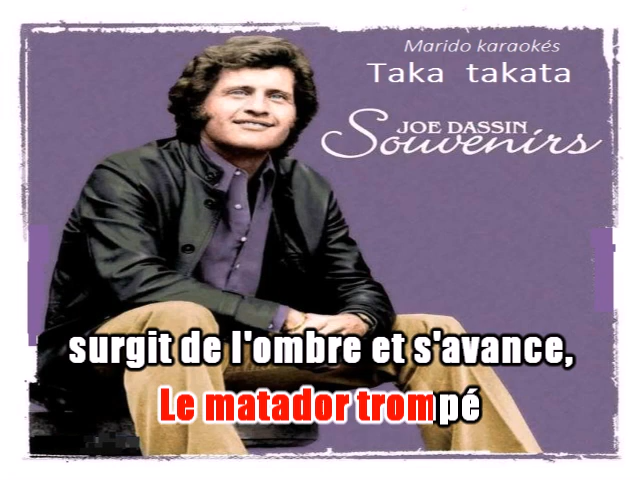 Marido karaokés
Taka takata
JOE DASSIN
Souvenirs
surgit de l'ombre et s'avance,
Le matador trompé